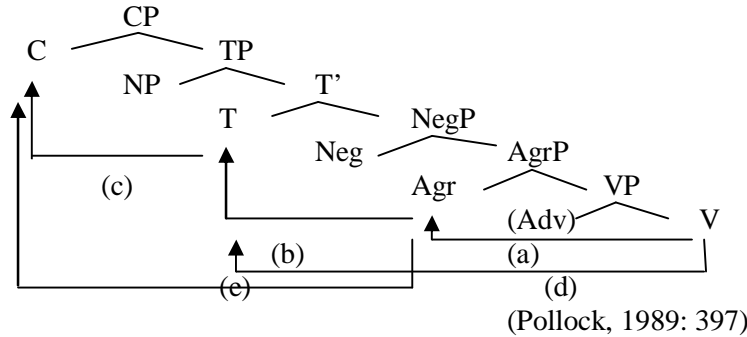 CP
C TP
NP T’
T NegP
Neg AgrP
(c) Agr VP
(Adv) V
(b) (a)
(e) (d)
(Pollock, 1989: 397)